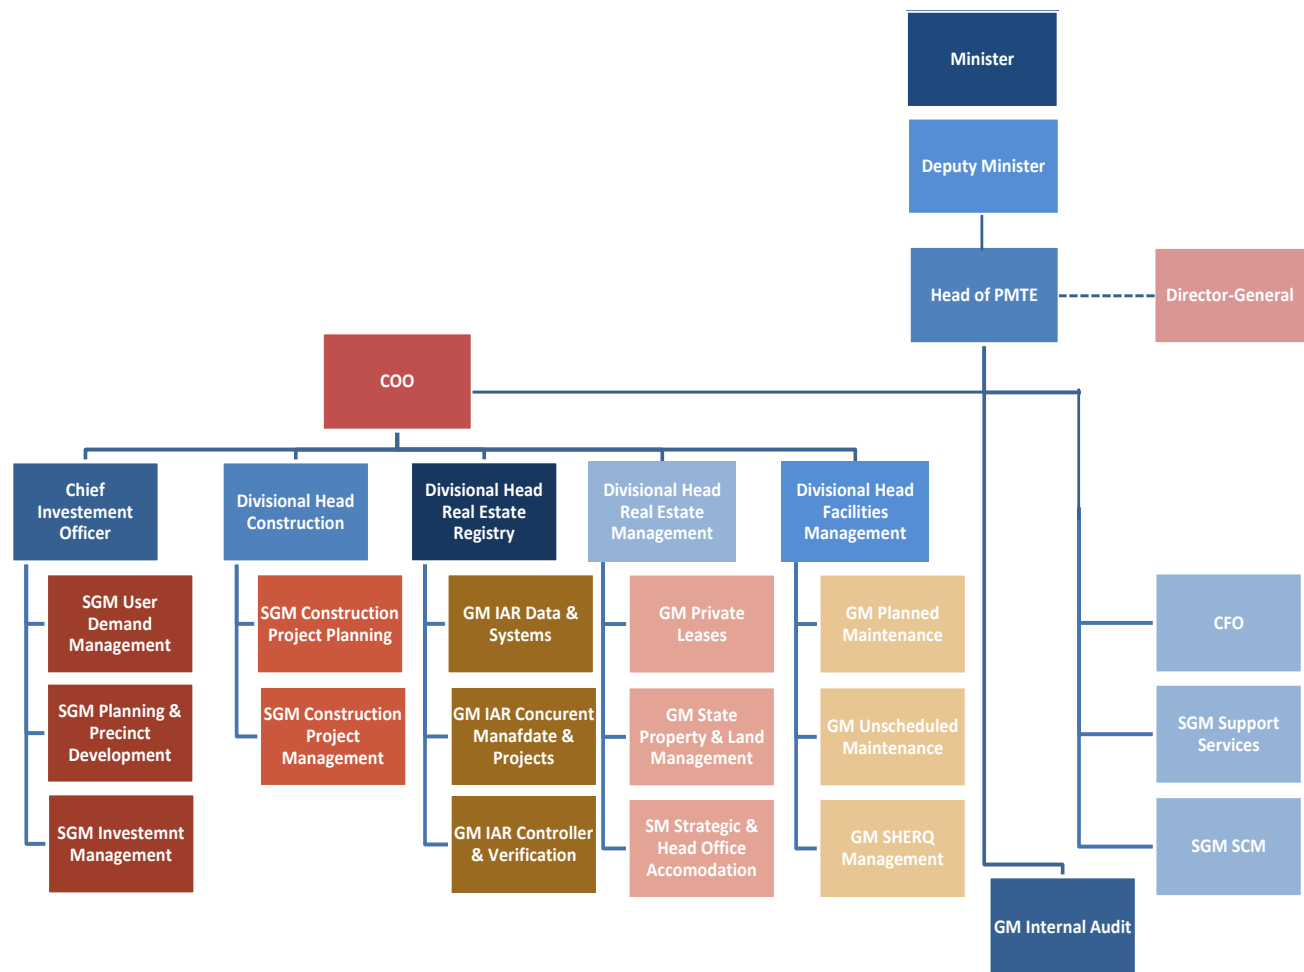 Minister
Deputy Minister
Head of PMTE
Director-General
COO
Chief
Investement
Officer
Divisional Head
Construction
Divisional Head
Real Estate
Registry
Divisional Head
Real Estate
Management
Divisional Head
Facilities
Management
SGM User
Demand
Management
SGM Construction
Project Planning
GM IAR Data &
Systems
GM Private
Leases
GM Planned
Maintenance
CFO
SGM Planning &
Precinct
Development
SGM Construction
Project
Management
GM IAR Concurent
Manafdate &
Projects
GM State
Property & Land
Management
GM Unscheduled
Maintenance
SGM Support
Services
SGM Investemnt
Management
GM IAR Controller
& Verification
SM Strategic &
Head Office
Accomodation
GM SHERQ
Management
SGM SCM
GM Internal Audit